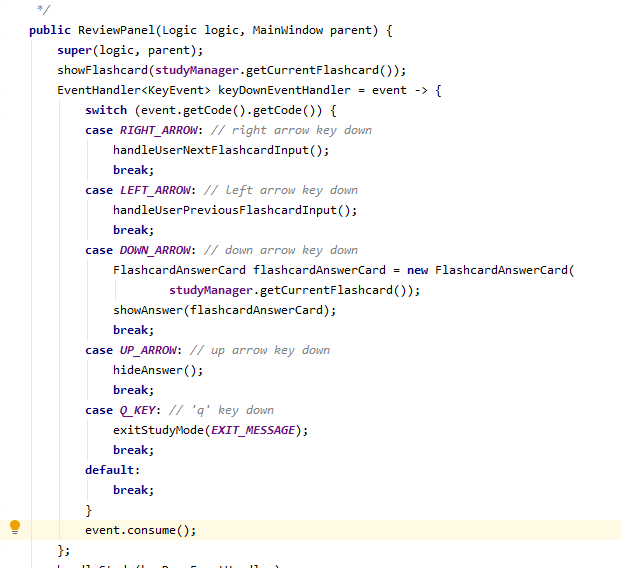 */
public ReviewPanel(Logic logic, MainWindow parent) {
super(logic, parent);
showFlashcard(studyManager.getCurrentFlashcard());
EventHandler<KeyEvent> keyDownEventHandler = event -> {
switch (event.getCode().getCode()) {
case RIGHT_ARROW: // right arrow key down
handleUserNextFlashcardInput();
break;
case LEFT_ARROW: // left arrow key down
handleUserPreviousFlashcardInput();
break;
case DOWN_ARROW: // down arrow key down
FlashcardAnswerCard flashcardAnswerCard = new FlashcardAnswerCard(
studyManager.getCurrentFlashcard());
showAnswer(flashcardAnswerCard);
break;
case UP_ARROW: // up arrow key down
hideAnswer();
break;
case Q_KEY: // 'q' key down
exitStudyMode(EXIT_MESSAGE);
break;
default:
break;
}
event.consume();
};